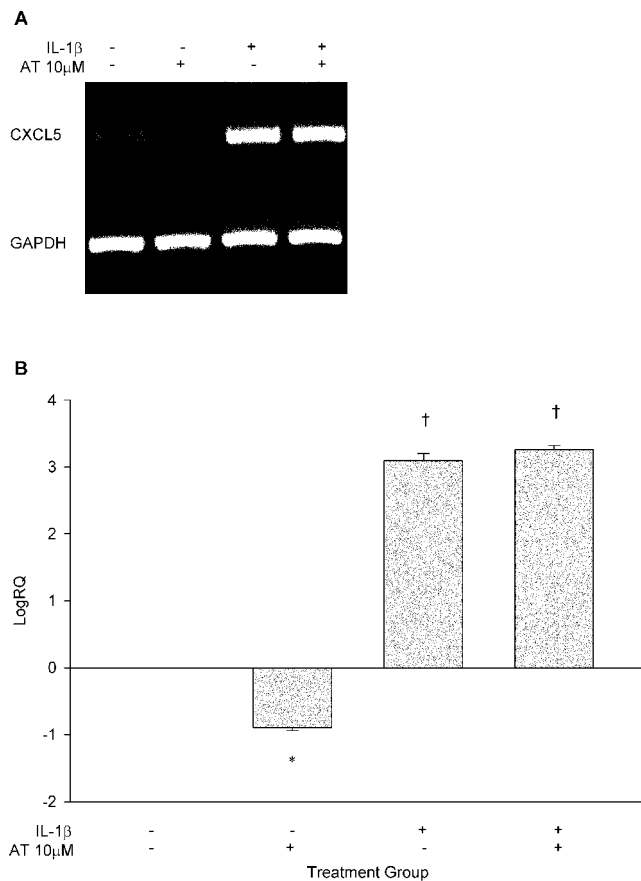 A
IL-1β - - + +
AT 10μM - + - +
CXCL5
GAPDH
B
4
†
†
3
2
1
LogRQ
0
-1
*
-2
IL-1β - - + +
AT 10μM - + - +
Treatment Group